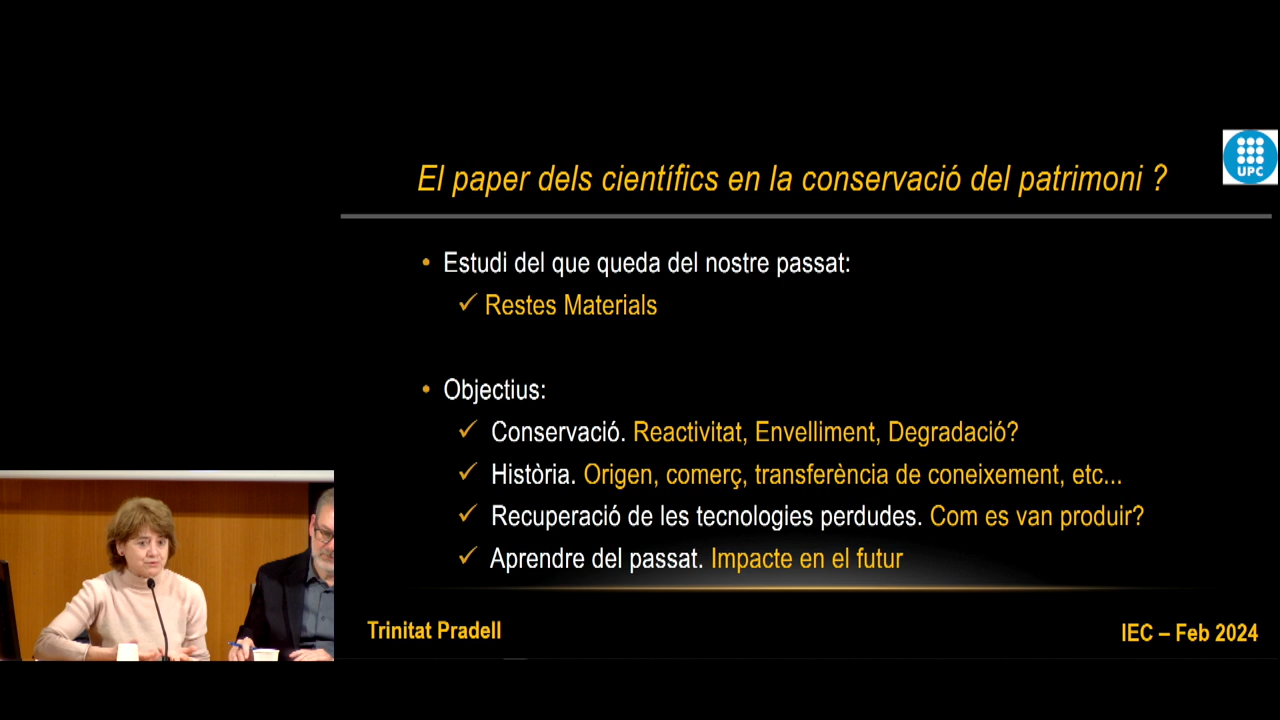 El paper dels científics en la conservació del patrimoni ?
UPC
• Estudi del que queda del nostre passat:
✓ Restes Materials
• Objectius:
✓ Conservació. Reactivitat, Envelliment, Degradació?
✓ Història. Origen, comerç, transferència de coneixement, etc...
✓ Recuperació de les tecnologies perdudes. Com es van produir?
✓ Aprendre del passat. Impacte en el futur
Trinitat Pradell
IEC – Feb 2024